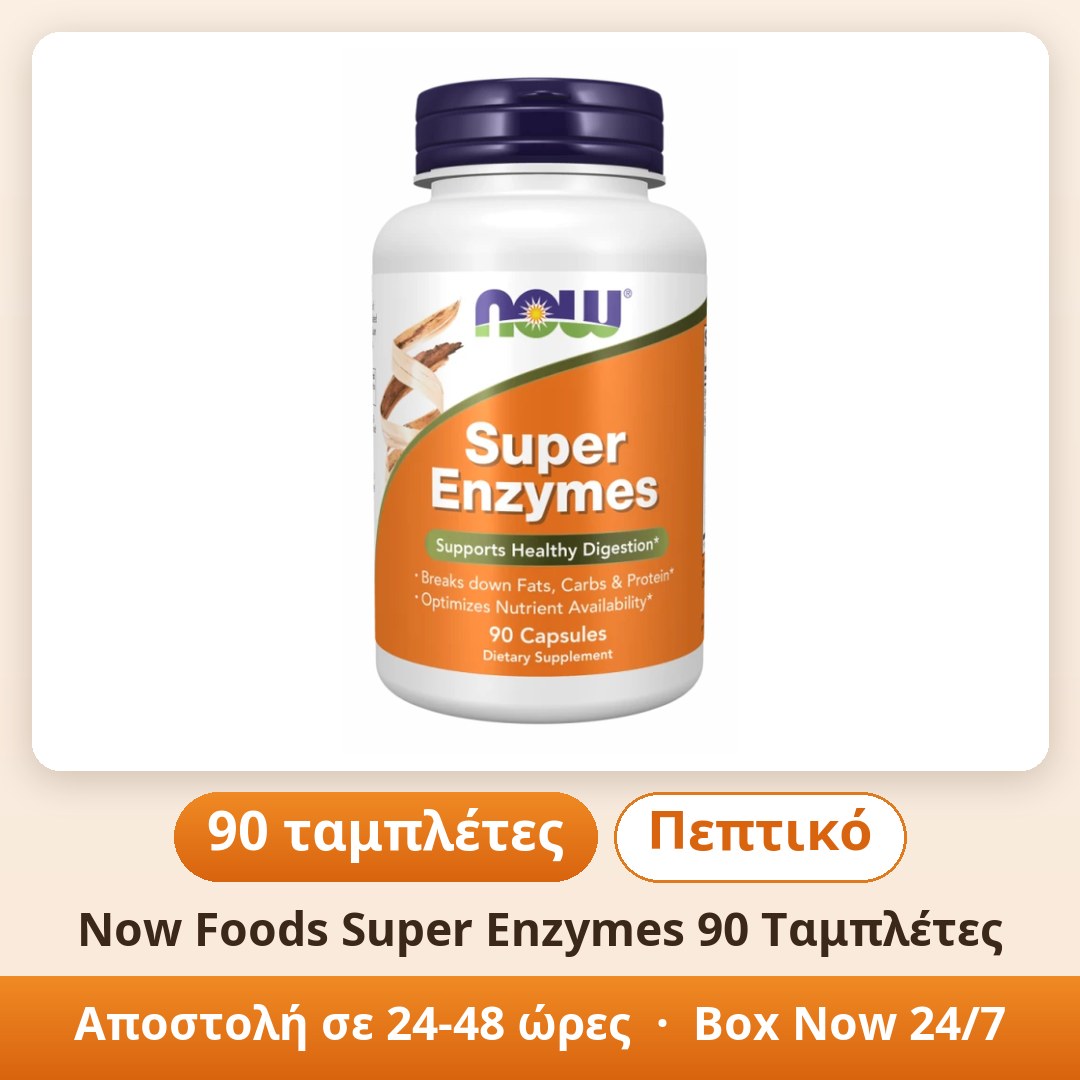 now®
Super
Enzymes
Supports Healthy Digestion*
· Breaks down Fats, Carbs & Protein*
· Optimizes Nutrient Availability*
90 Capsules
Dietary Supplement
90 ταμπλέτες
Πεπτικό
Now Foods Super Enzymes 90 Ταμπλέτες
Αποστολή σε 24-48 ώρες · Box Now 24/7